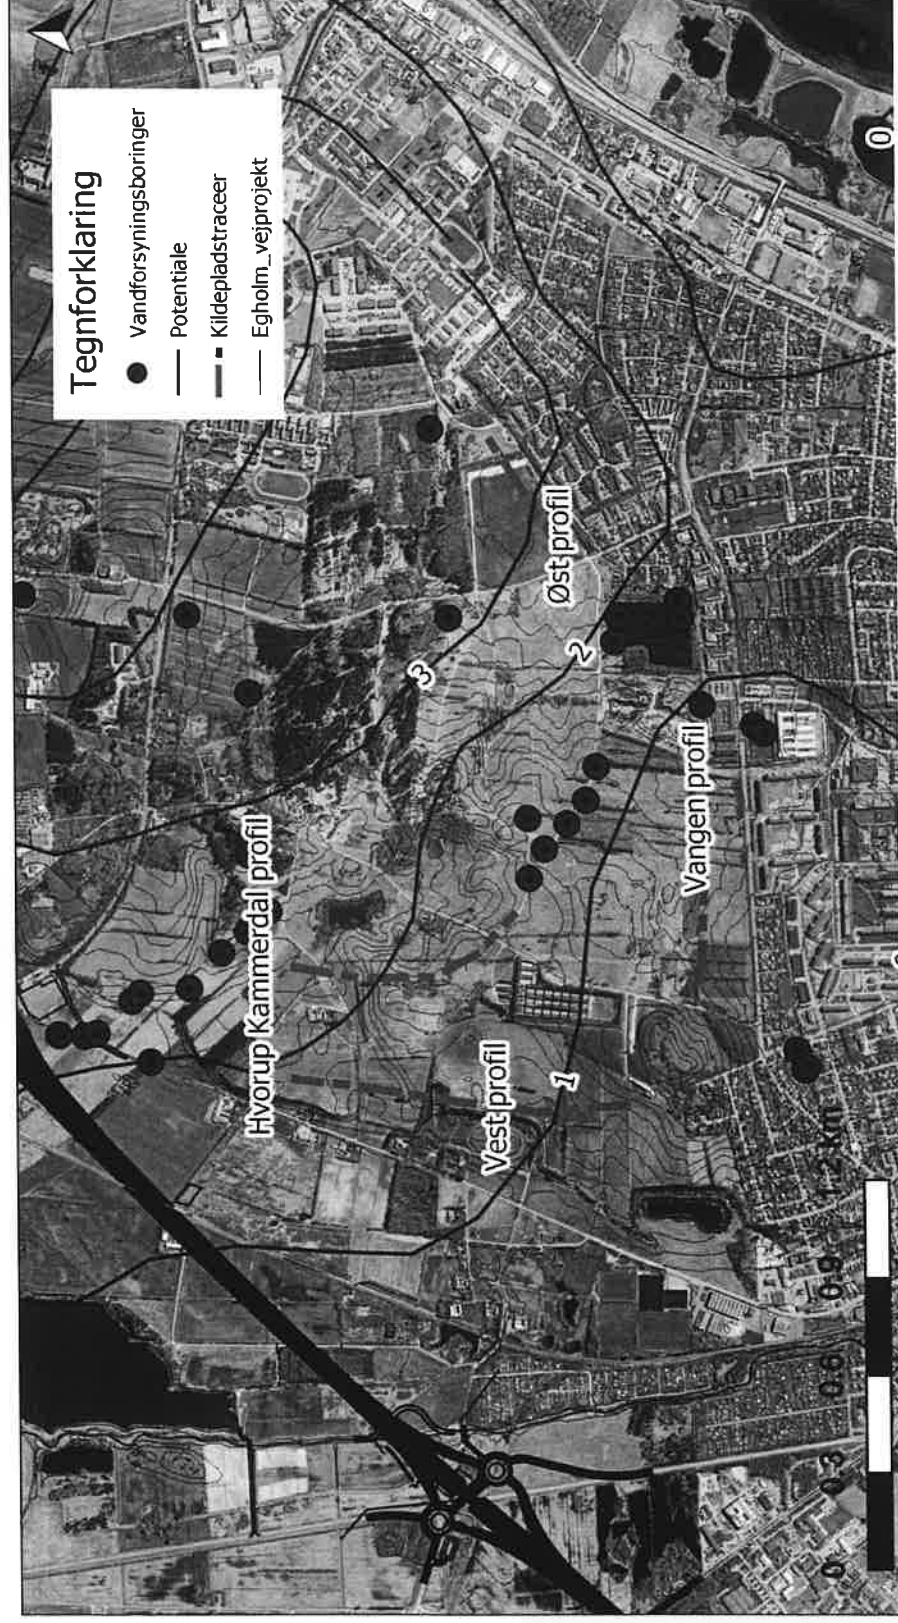 Tegnforklaring
Vandforsyningsboringer
Potentiale
Kildepladstraceer
Egholm_vejprojekt
Hvorup Kammerdal profil
Vest profil
Øst profil
Vangen profil
3
2
1
0
0 0.3 0.6 0.9 1.2 km